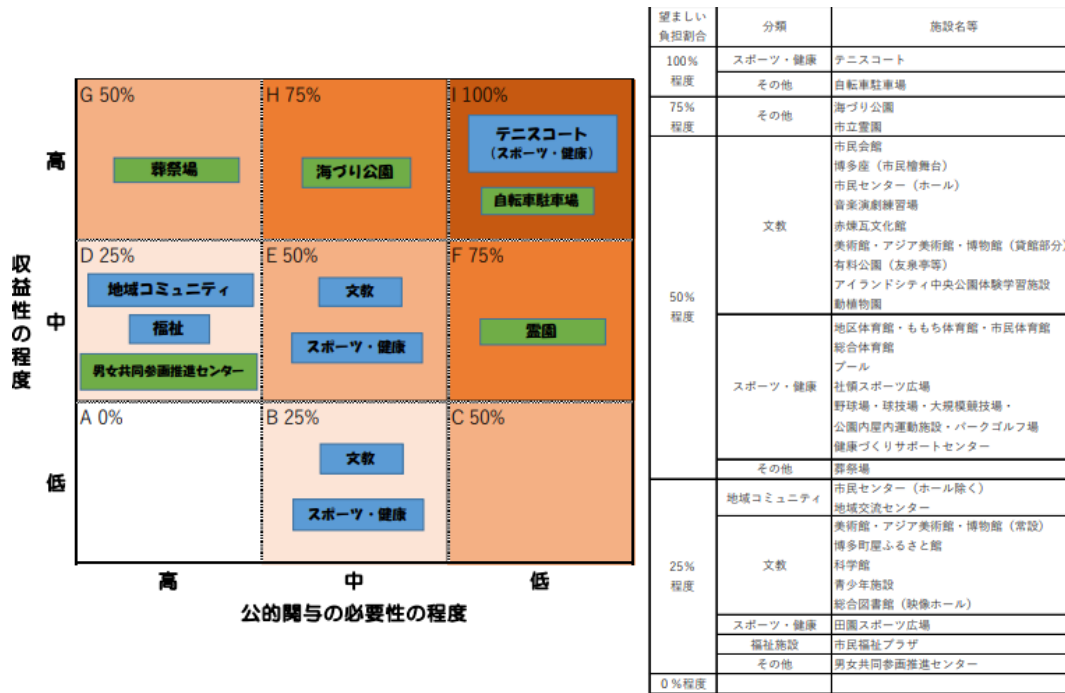 G 50%
H 75%
I 100%
葬祭場
海づり公園
テニスコート
(スポーツ・健康)
自転車駐車場
D 25%
E 50%
F 75%
地域コミュニティ
福祉
男女共同参画推進センター
文教
スポーツ・健康
霊園
A 0%
B 25%
C 50%
文教
スポーツ・健康
収益性の程度
高
中
低
高
中
低
公的関与の必要性の程度
望ましい
負担割合
分類
施設名等
100%
程度
スポーツ・健康
テニスコート
その他
自転車駐車場
75%
程度
その他
海づり公園
市立霊園
50%
程度
文教
市民会館
博多座（市民檜舞台）
市民センター（ホール）
音楽演劇練習場
赤煉瓦文化館
美術館・アジア美術館・博物館（貸館部分）
有料公園（友泉亭等）
アイランドシティ中央公園体験学習施設
動植物園
スポーツ・健康
地区体育館・ももち体育館・市民体育館
総合体育館
プール
社領スポーツ広場
野球場・球技場・大規模競技場・
公園内屋内運動施設・パークゴルフ場
健康づくりサポートセンター
その他
葬祭場
25%
程度
地域コミュニティ
市民センター（ホール除く）
地域交流センター
文教
美術館・アジア美術館・博物館（常設）
博多町屋ふるさと館
科学館
青少年施設
総合図書館（映像ホール）
スポーツ・健康
田園スポーツ広場
福祉施設
市民福祉プラザ
その他
男女共同参画推進センター
0％程度